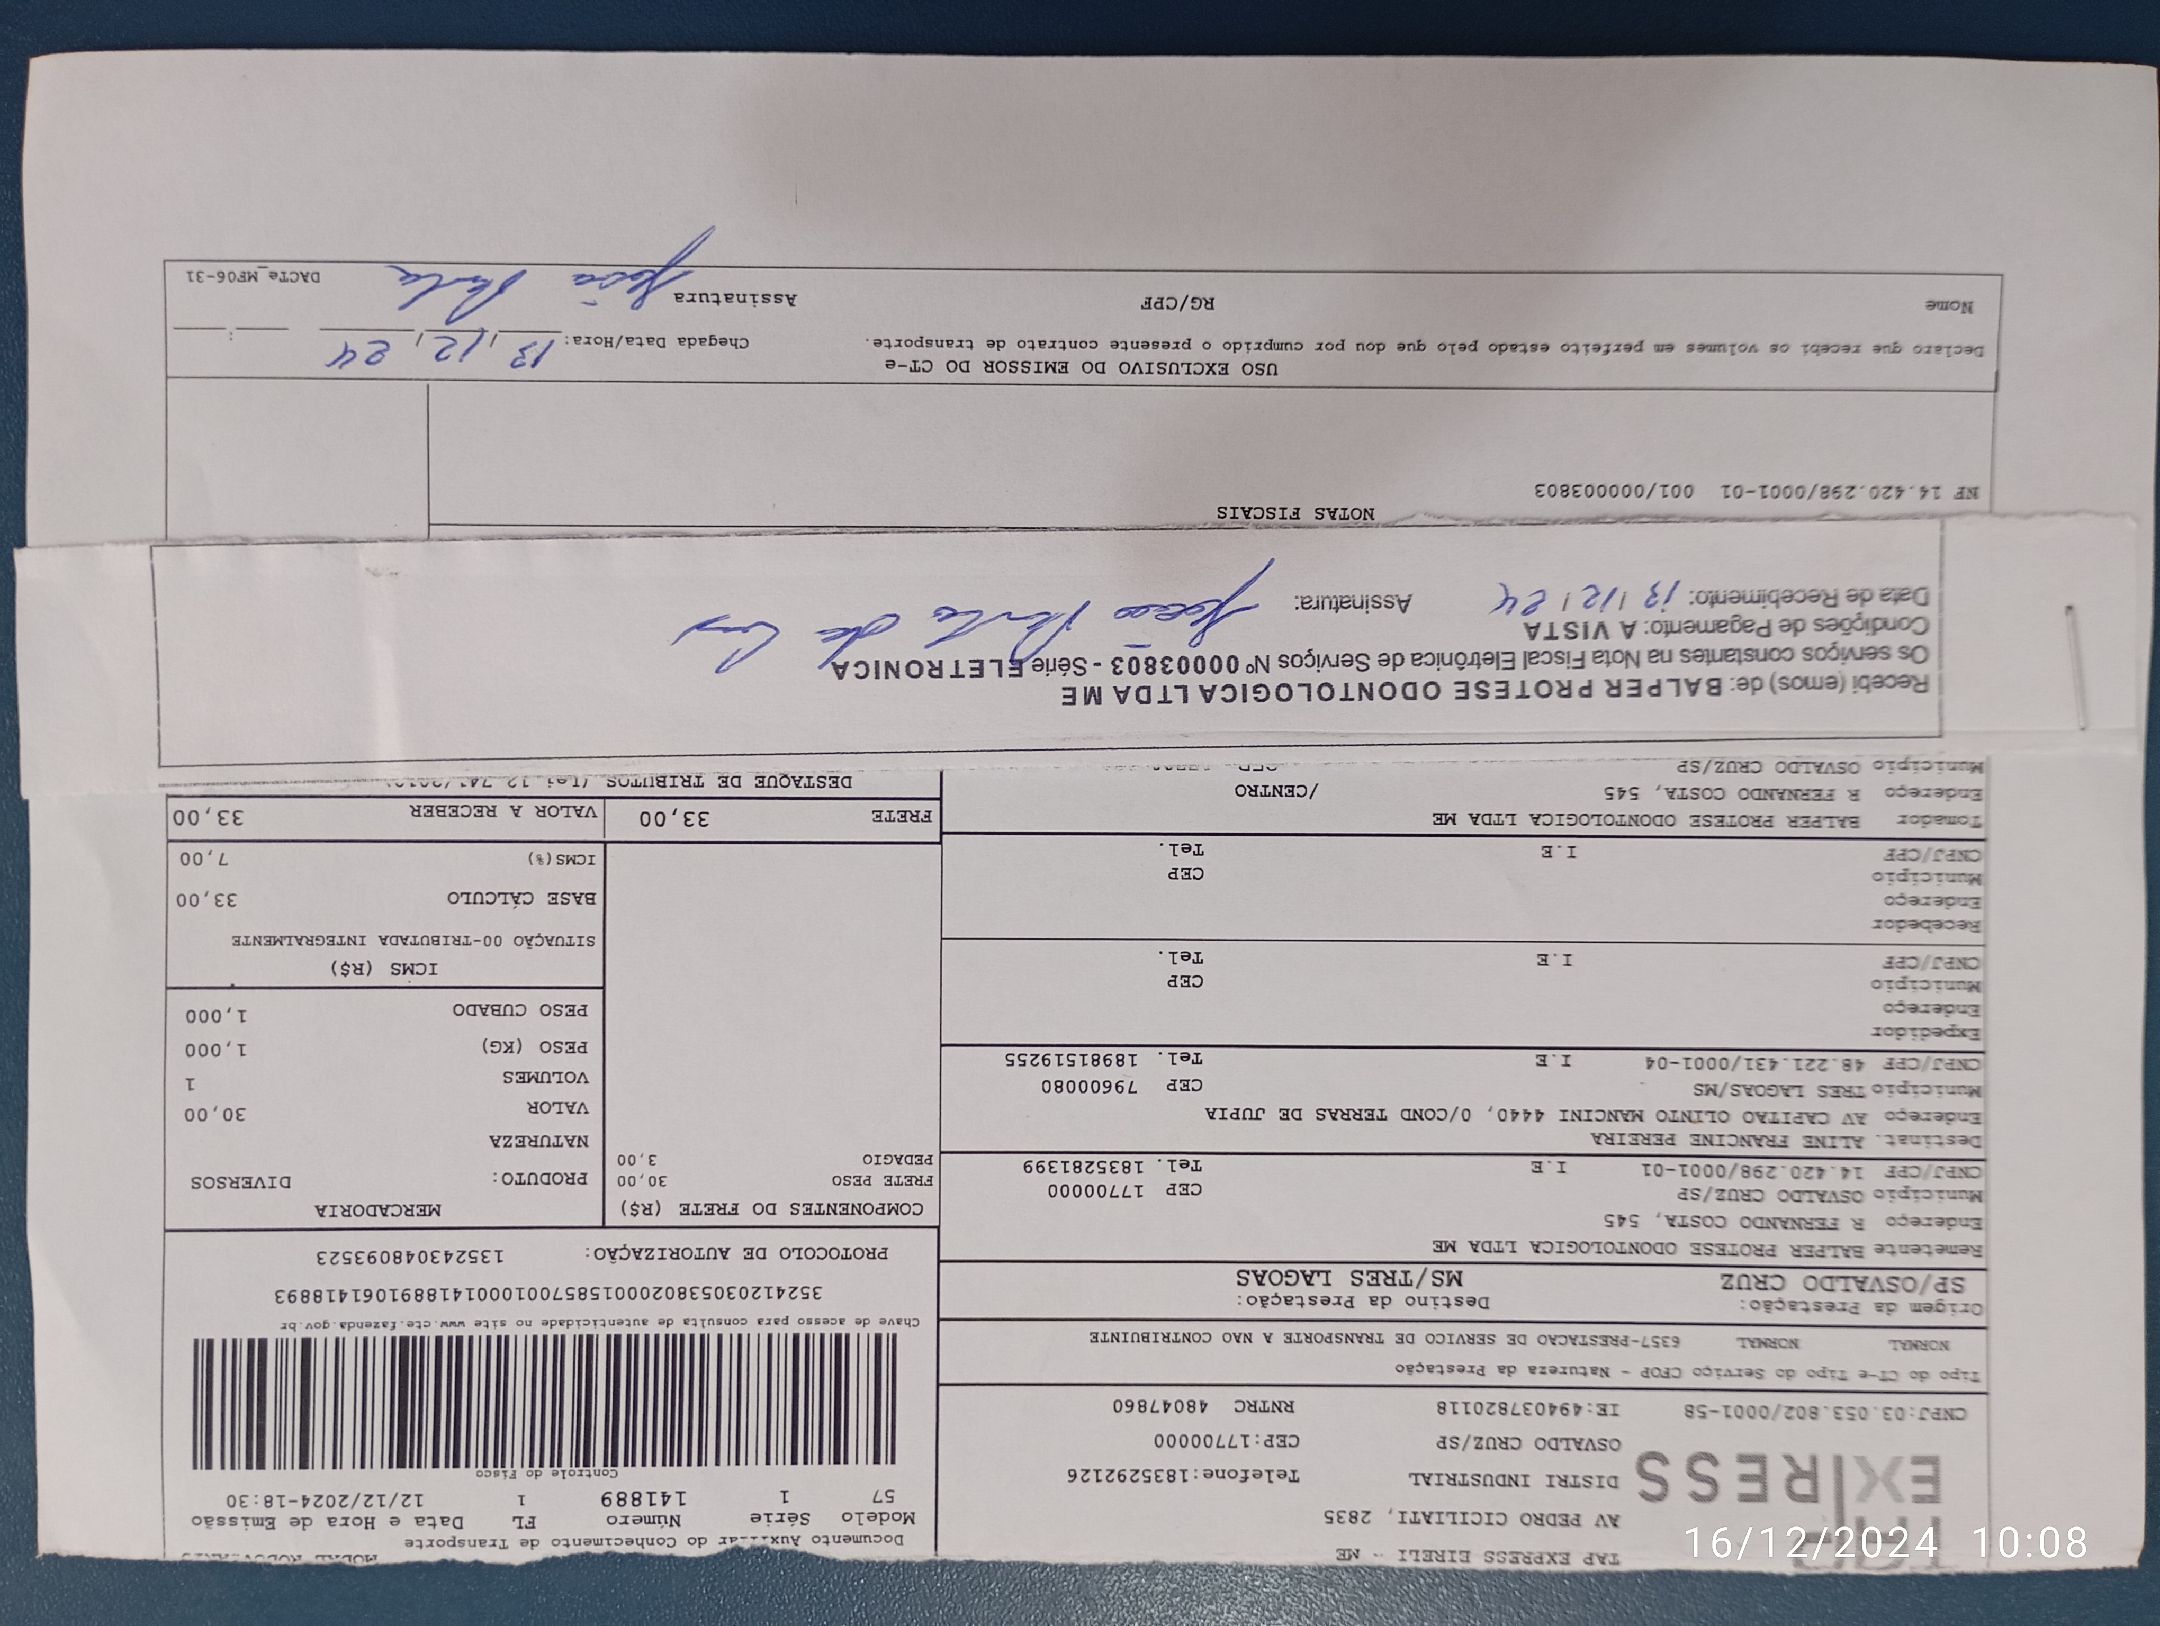 TAP EXPRESS EIRELI - ME
EXPRESS
AV PEDRO CICILIATI, 2835
DISTRI INDUSTRIAL Telefone:1835292126
OSVALDO CRUZ/SP CEP:17700000
CNPJ:03.053.802/0001-58 IE:494037820118 RNTRC 48047860
Tipo do CT-e Tipo do Serviço CFOP - Natureza da Prestação
NORMAL NORMAL 6357-PRESTACAO DE SERVICO DE TRANSPORTE A NAO CONTRIBUINTE
Origem da Prestação: Destino da Prestação:
SP/OSVALDO CRUZ MS/TRES LAGOAS
Remetente BALPER PROTESE ODONTOLOGICA LTDA ME
Endereço R FERNANDO COSTA, 545
Município OSVALDO CRUZ/SP CEP 17700000
CNPJ/CPF 14.420.298/0001-01 I.E Tel. 1835281399
Destinat. ALINE FRANCINE PEREIRA
Endereço AV CAPITAO OLINTO MANCINI 4440, 0/COND TERRAS DE JUPIA
Município TRES LAGOAS/MS CEP 79600080
CNPJ/CPF 48.221.431/0001-04 I.E Tel. 18981519255
Expedidor
Endereço
Município CEP
CNPJ/CPF I.E Tel.
Recebedor
Endereço
Município CEP
CNPJ/CPF I.E Tel.
Tomador BALPER PROTESE ODONTOLOGICA LTDA ME
Endereço R FERNANDO COSTA, 545 /CENTRO
Município OSVALDO CRUZ/SP
Documento Auxiliar do Conhecimento de Transporte
Modelo Série Número FL Data e Hora de Emissão
57 1 141889 1 12/12/2024-18:30
Controle do Fisco
Chave de acesso para consulta de autenticidade no site www.cte.fazenda.gov.br
35241203053802000158570010001418891061418893
PROTOCOLO DE AUTORIZAÇÃO: 135243048093523
COMPONENTES DO FRETE (R$)
FRETE PESO 30,00
PEDAGIO 3,00
MERCADORIA
PRODUTO: DIVERSOS
NATUREZA
VALOR 30,00
VOLUMES 1
PESO (KG) 1,000
PESO CUBADO 1,000
ICMS (R$)
SITUAÇÃO 00-TRIBUTADA INTEGRALMENTE
BASE CÁLCULO 33,00
ICMS(%) 7,00
FRETE 33,00 VALOR A RECEBER 33,00
DESTAQUE DE TRIBUTOS (Lei 12.741/2012)
Recebi (emos) de: BALPER PROTESE ODONTOLOGICA LTDA ME
Os serviços constantes na Nota Fiscal Eletrônica de Serviços Nº 00003803 - Série ELETRONICA
Condições de Pagamento: A VISTA
Data de Recebimento: 13/12/24 Assinatura:
NOTAS FISCAIS
NF 14.420.298/0001-01 001/000003803
USO EXCLUSIVO DO EMISSOR DO CT-e
Declaro que recebi os volumes em perfeito estado pelo que dou por cumprido o presente contrato de transporte. Chegada Data/Hora: 13/12/24 :
Nome RG/CPF Assinatura
DACTe_MF06-31
16/12/2024 10:08